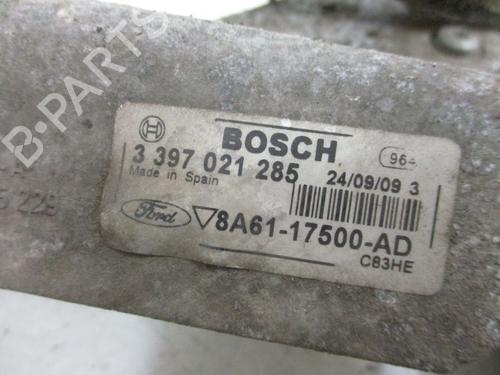 B-PARTS
BOSCH
964
3 397 021 285
24/09/09 3
Made in Spain
Ford
8A61-17500-AD
C83HE